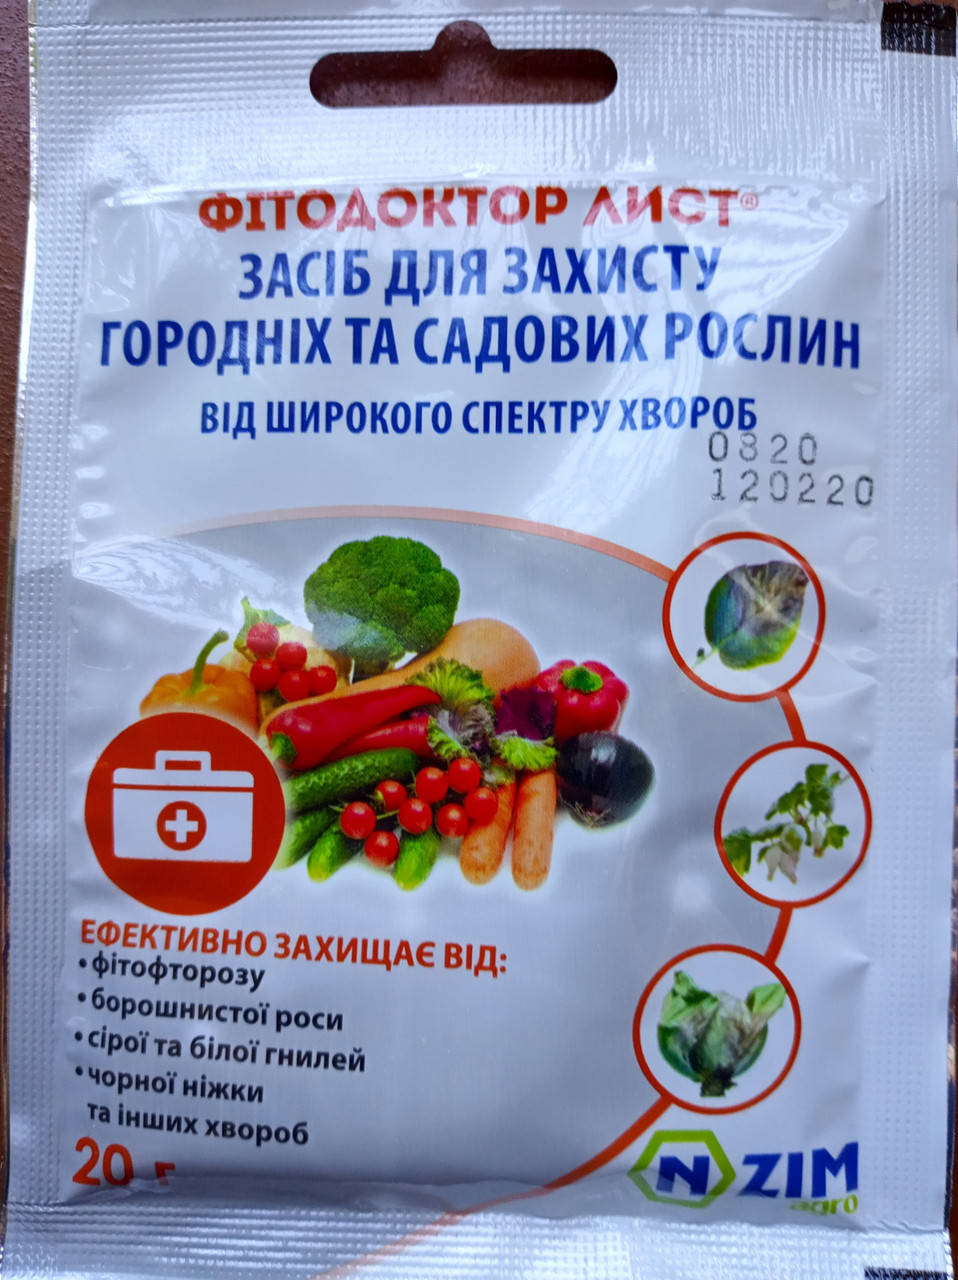 ФІТОДОКТОР ЛИСТ®
ЗАСІБ ДЛЯ ЗАХИСТУ
ГОРОДНІХ ТА САДОВИХ РОСЛИН
ВІД ШИРОКОГО СПЕКТРУ ХВОРОБ
0820
120220
ЕФЕКТИВНО ЗАХИЩАЄ ВІД:
•фітофторозу
•борошнистої роси
•сірої та білої гнилей
•чорної ніжки
та інших хвороб
20 г
N ZIM
agro